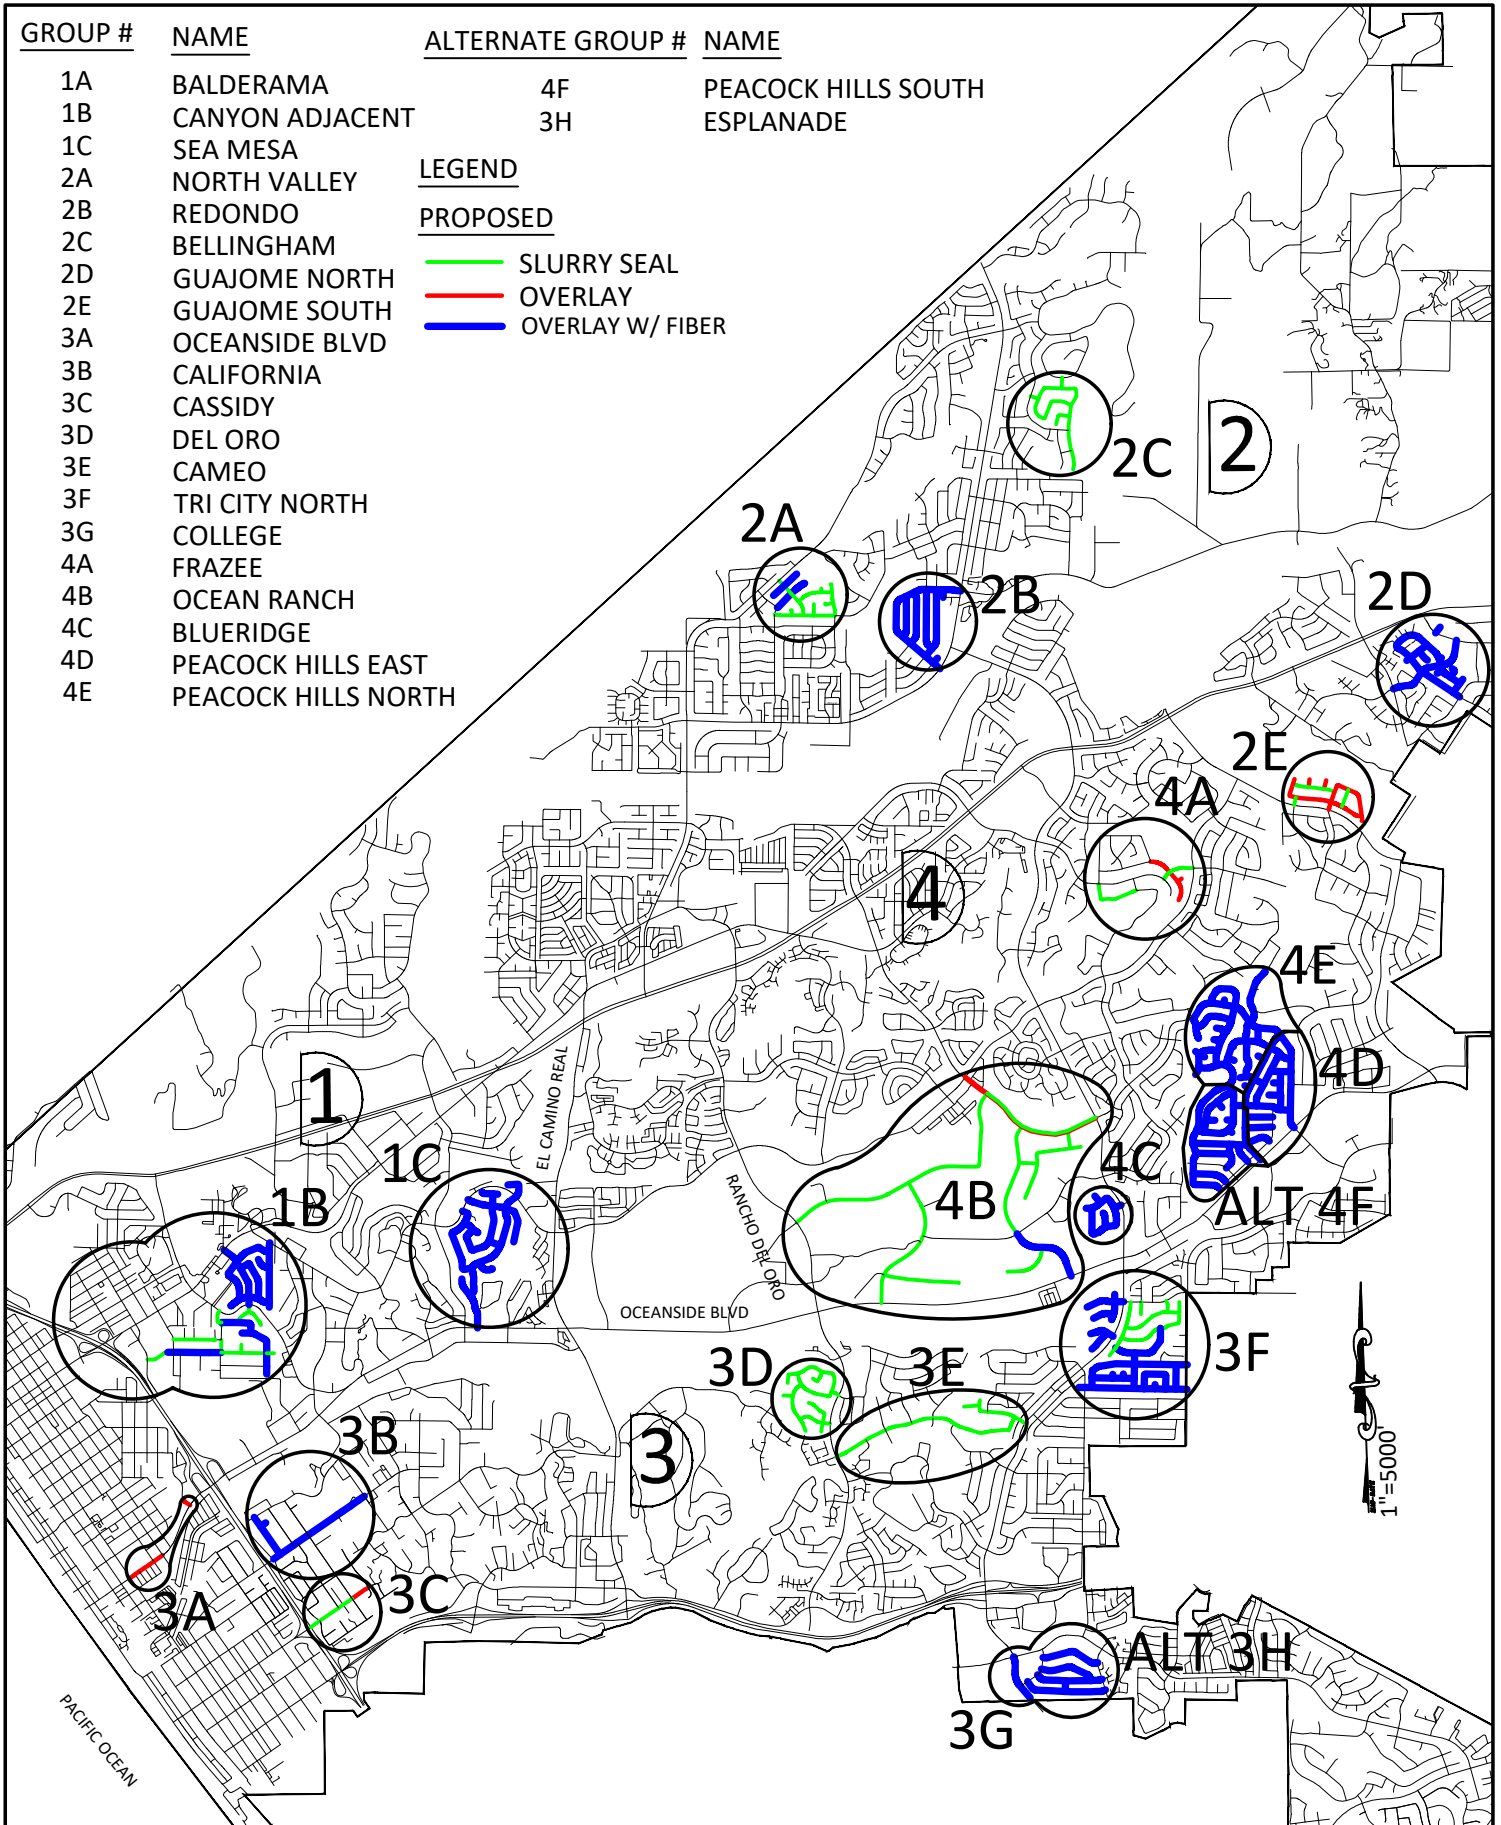 GROUP # NAME ALTERNATE GROUP # NAME
1A BALDERAMA 4F PEACOCK HILLS SOUTH
1B CANYON ADJACENT 3H ESPLANADE
1C SEA MESA
2A NORTH VALLEY
2B REDONDO
2C BELLINGHAM
2D GUAJOME NORTH
2E GUAJOME SOUTH
3A OCEANSIDE BLVD
3B CALIFORNIA
3C CASSIDY
3D DEL ORO
3E CAMEO
3F TRI CITY NORTH
3G COLLEGE
4A FRAZEE
4B OCEAN RANCH
4C BLUERIDGE
4D PEACOCK HILLS EAST
4E PEACOCK HILLS NORTH
LEGEND
PROPOSED
SLURRY SEAL
OVERLAY
OVERLAY W/ FIBER
2C
2
2A
2B
2D
2E
4A
4
4E
4D
1
1C
EL CAMINO REAL
4C
1B
4B
ALT 4F
RANCHO DEL ORO
OCEANSIDE BLVD
3D
3E
3F
3B
3
1"=5000'
3C
3A
ALT 3H
3G
PACIFIC OCEAN